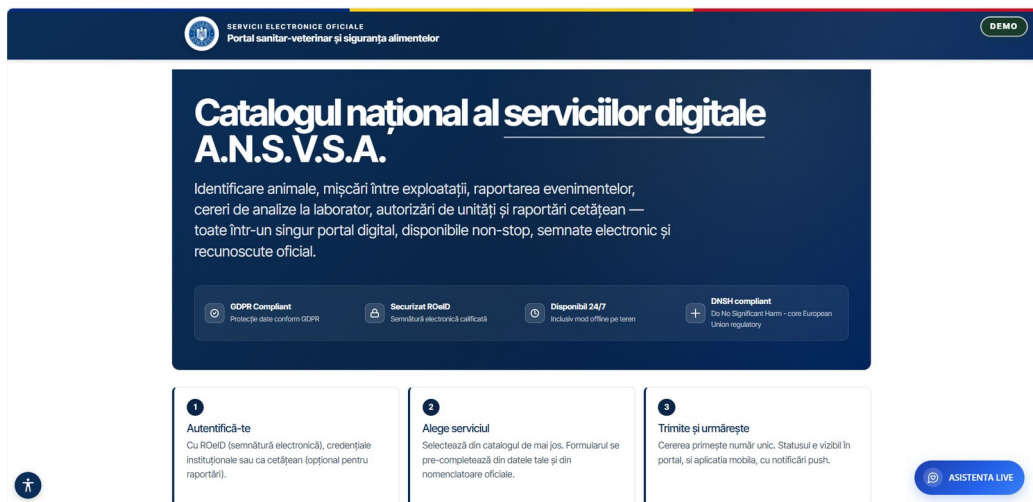 SERVICII ELECTRONICE OFICIALE
Portal sanitar-veterinar și siguranța alimentelor
DEMO
Catalogul național al serviciilor digitale
A.N.S.V.S.A.
Identificare animale, mișcări între exploatații, raportarea evenimentelor,
cereri de analize la laborator, autorizări de unități și raportări cetățean —
toate într-un singur portal digital, disponibile non-stop, semnate electronic și
recunoscute oficial.
GDPR Compliant
Protecție date conform GDPR
Securizat ROeID
Semnătură electronică calificată
Disponibil 24/7
Inclusiv mod offline pe teren
DNSH compliant
Do No Significant Harm - core European
Union regulatory
1
Autentifică-te
Cu ROeID (semnătură electronică), credențiale
instituționale sau ca cetățean (opțional pentru
raportări).
2
Alege serviciul
Selectează din catalogul de mai jos. Formularul se
pre-completează din datele tale și din
nomenclatoare oficiale.
3
Trimite și urmărește
Cererea primește număr unic. Statusul e vizibil în
portal, si aplicatia mobila, cu notificări push.
ASISTENTA LIVE